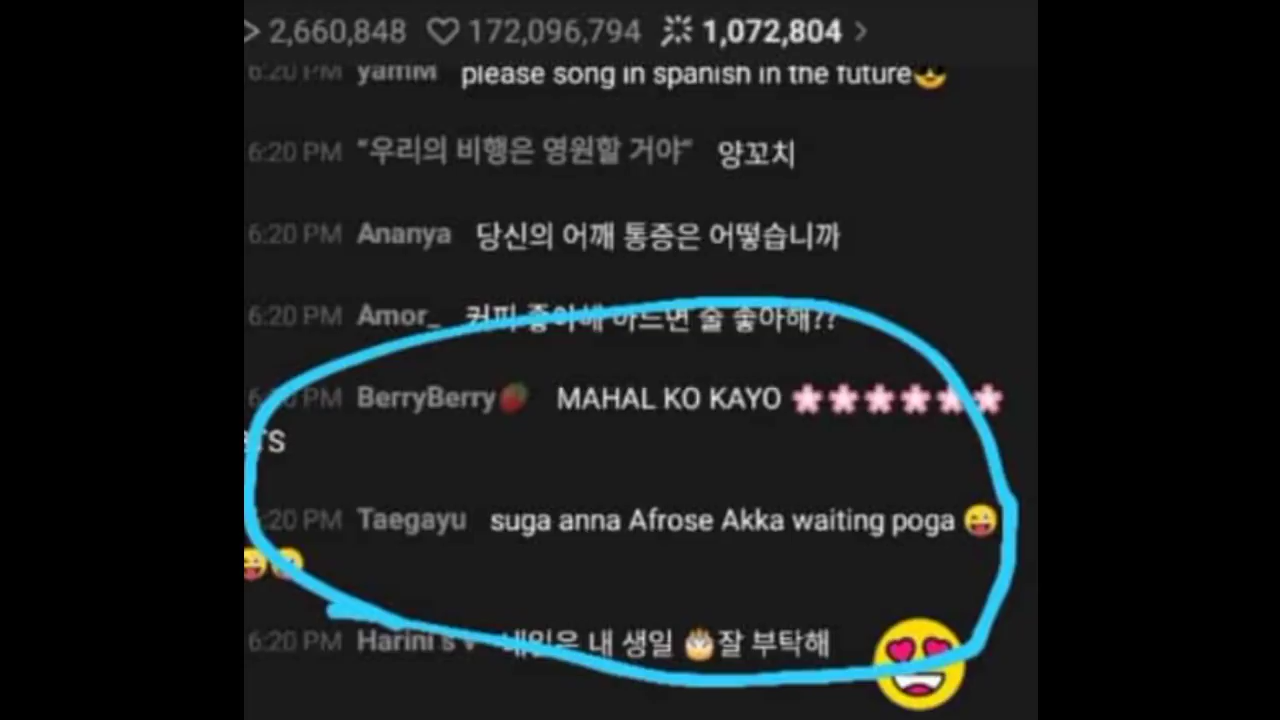 2,660,848 172,096,794 1,072,804
6:20 PM yamM please song in spanish in the future😎
6:20 PM "우리의 비행은 영원할 거야" 양꼬치
6:20 PM Ananya 당신의 어깨 통증은 어떻습니까
6:20 PM Amor_ 커피 좋아해 아느면 술 좋아해??
PM BerryBerry🍓 MAHAL KO KAYO 🌸🌸🌸🌸🌸🌸
BTS
:20 PM Taegayu suga anna Afrose Akka waiting poga 😜
😜😜
6:20 PM Harini's 내일은 내 생일 🎂잘 부탁해